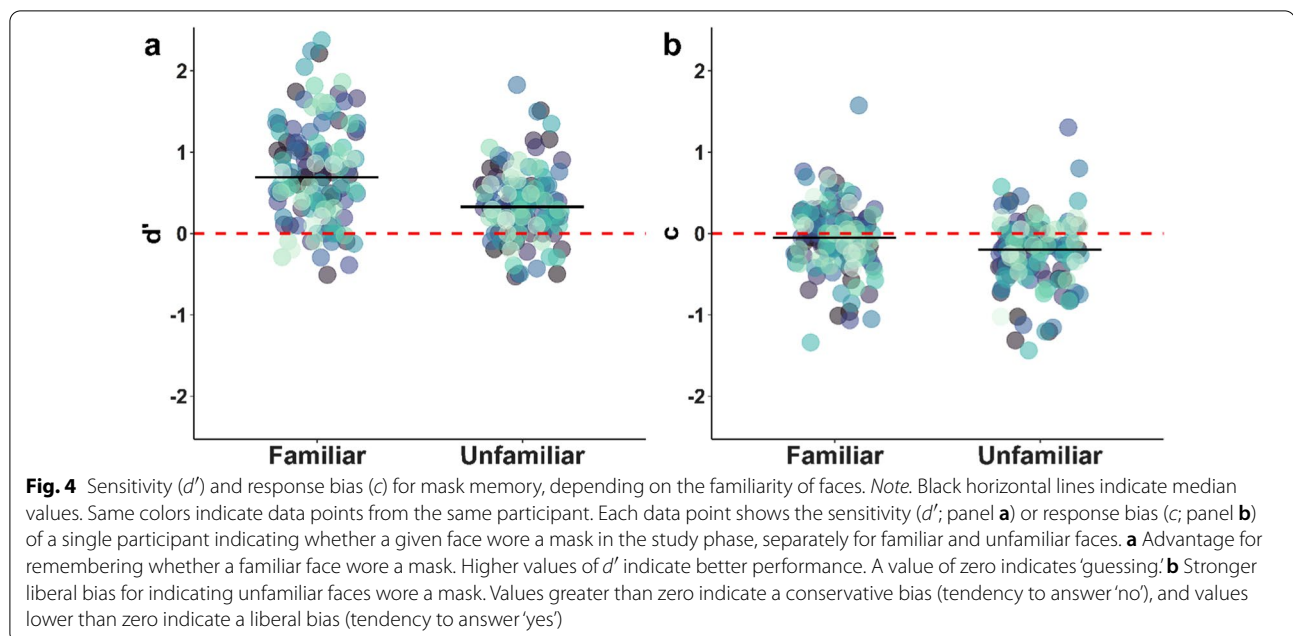 a
b
2
1
0
-1
-2
d'
2
1
0
-1
-2
c
Familiar
Unfamiliar
Familiar
Unfamiliar
Fig. 4 Sensitivity (d′) and response bias (c) for mask memory, depending on the familiarity of faces. Note. Black horizontal lines indicate median
values. Same colors indicate data points from the same participant. Each data point shows the sensitivity (d′; panel a) or response bias (c; panel b)
of a single participant indicating whether a given face wore a mask in the study phase, separately for familiar and unfamiliar faces. a Advantage for
remembering whether a familiar face wore a mask. Higher values of d′ indicate better performance. A value of zero indicates ‘guessing.’ b Stronger
liberal bias for indicating unfamiliar faces wore a mask. Values greater than zero indicate a conservative bias (tendency to answer ‘no’), and values
lower than zero indicate a liberal bias (tendency to answer ‘yes’)